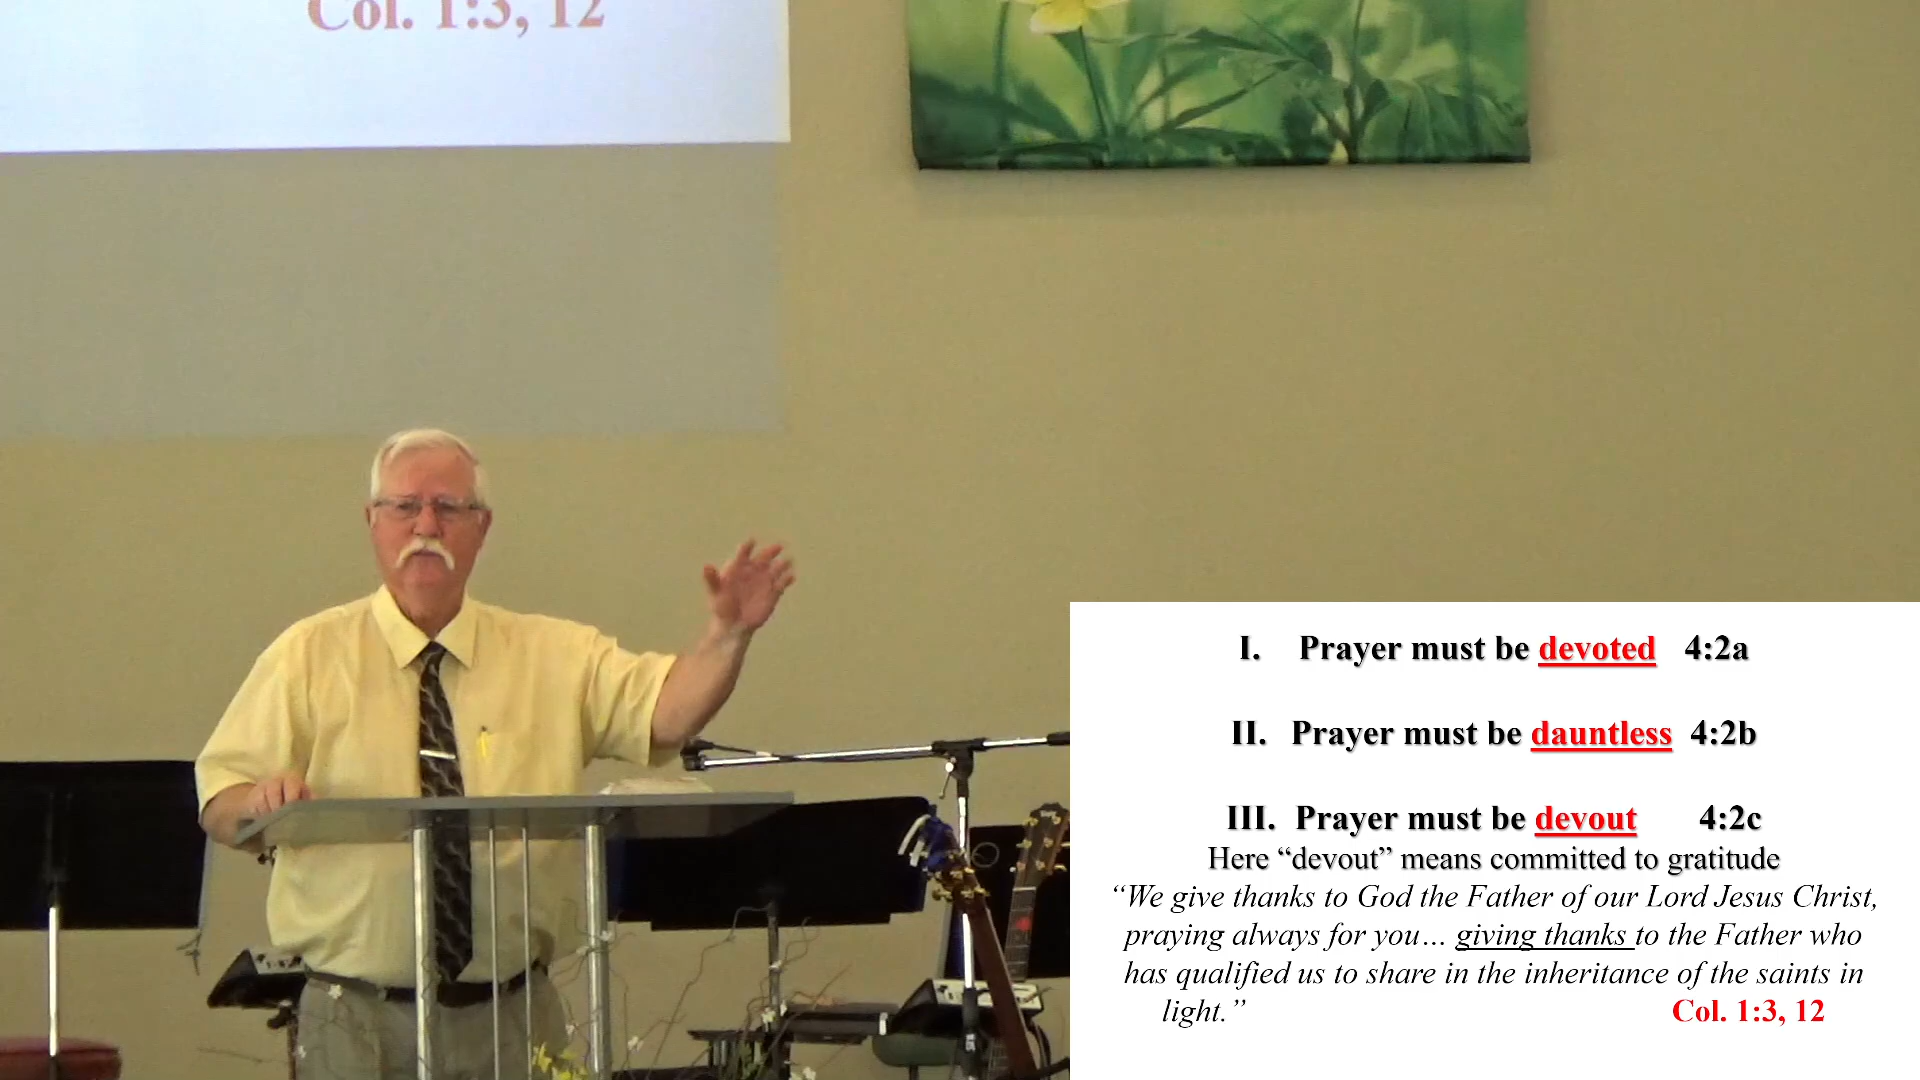 Col. 1:3, 12
I. Prayer must be devoted 4:2a
II. Prayer must be dauntless 4:2b
III. Prayer must be devout 4:2c
Here “devout” means committed to gratitude
“We give thanks to God the Father of our Lord Jesus Christ,
praying always for you… giving thanks to the Father who
has qualified us to share in the inheritance of the saints in
light.” Col. 1:3, 12